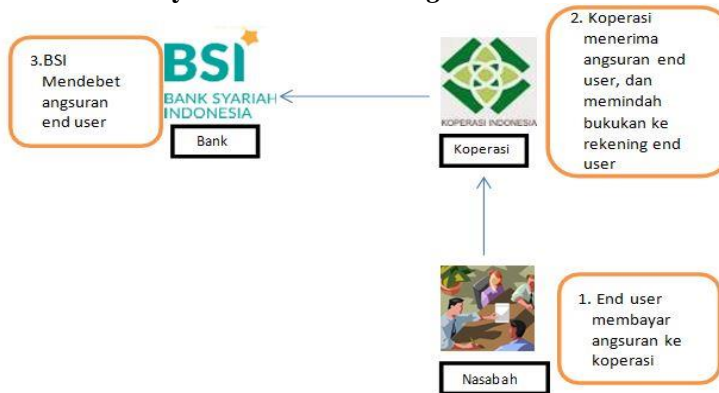 3.BSI
Mendebet
angsuran
end user
BSI
BANK SYARIAH
INDONESIA
Bank
KOPERASI INDONESIA
Koperasi
2. Koperasi
menerima
angsuran end
user, dan
memindah
bukukan ke
rekening end
user
1. End user
membayar
angsuran ke
koperasi
Nasabah